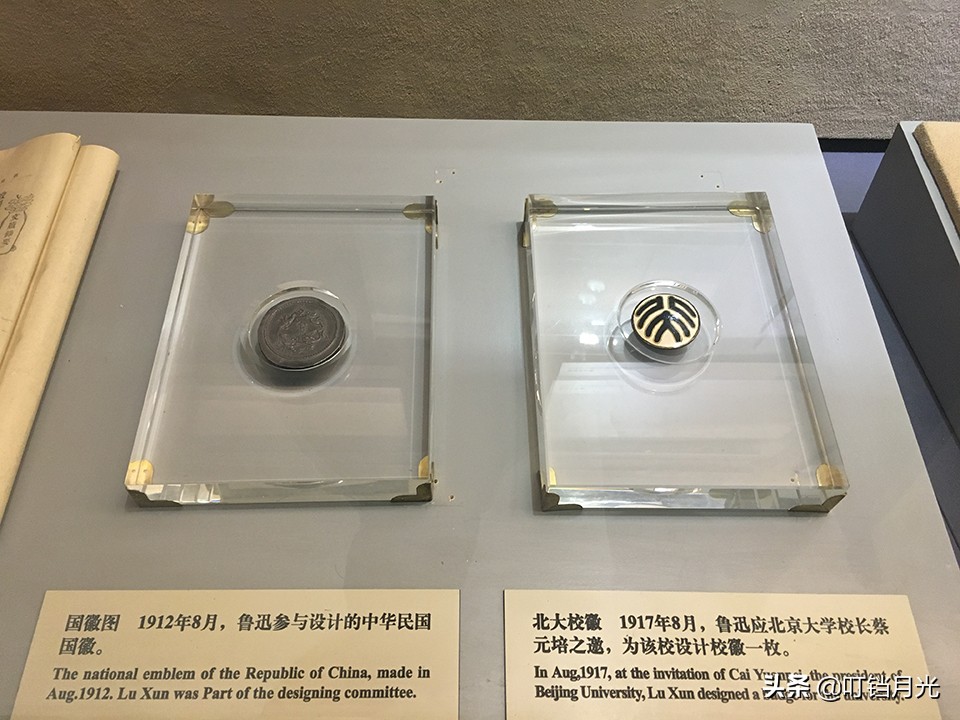 国徽图 1912年8月，鲁迅参与设计的中华民国
国徽。
The national emblem of the Republic of China, made in
Aug.1912. Lu Xun was Part of the designing committee.
北大校徽 1917年8月，鲁迅应北京大学校长蔡
元培之邀，为该校设计校徽一枚。
In Aug,1917, at the invitation of Cai of
Beijing University, Lu Xun designed a
头条 @叮铛月光